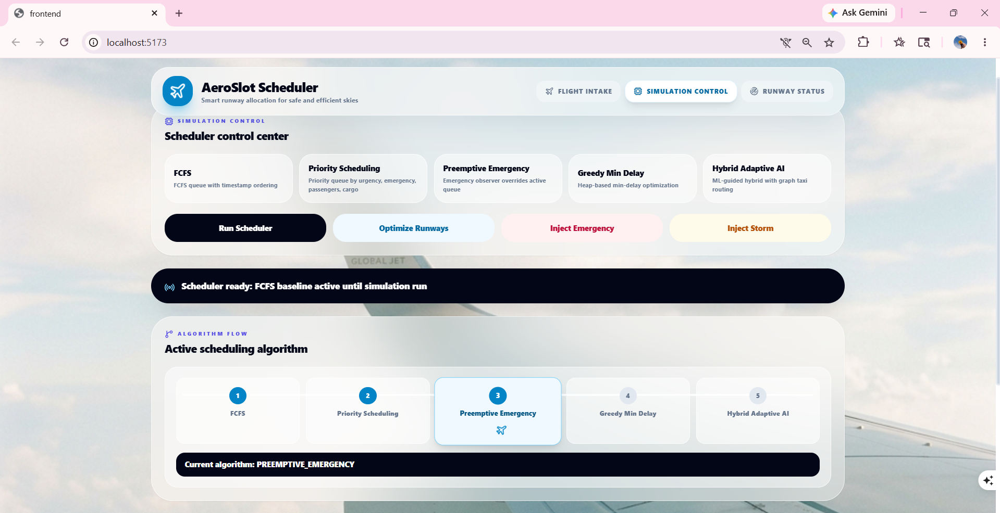 frontend
Ask Gemini
localhost:5173
AeroSlot Scheduler
Smart runway allocation for safe and efficient skies
FLIGHT INTAKE
SIMULATION CONTROL
RUNWAY STATUS
SIMULATION CONTROL
Scheduler control center
FCFS
FCFS queue with timestamp ordering
Priority Scheduling
Priority queue by urgency, emergency,
passengers, cargo
Preemptive Emergency
Emergency observer overrides active
queue
Greedy Min Delay
Heap-based min-delay optimization
Hybrid Adaptive AI
ML-guided hybrid with graph taxi
routing
Run Scheduler
Optimize Runways
Inject Emergency
Inject Storm
GLOBAL JET
Scheduler ready: FCFS baseline active until simulation run
ALGORITHM FLOW
Active scheduling algorithm
1
FCFS
2
Priority Scheduling
3
Preemptive Emergency
4
Greedy Min Delay
5
Hybrid Adaptive AI
Current algorithm: PREEMPTIVE_EMERGENCY